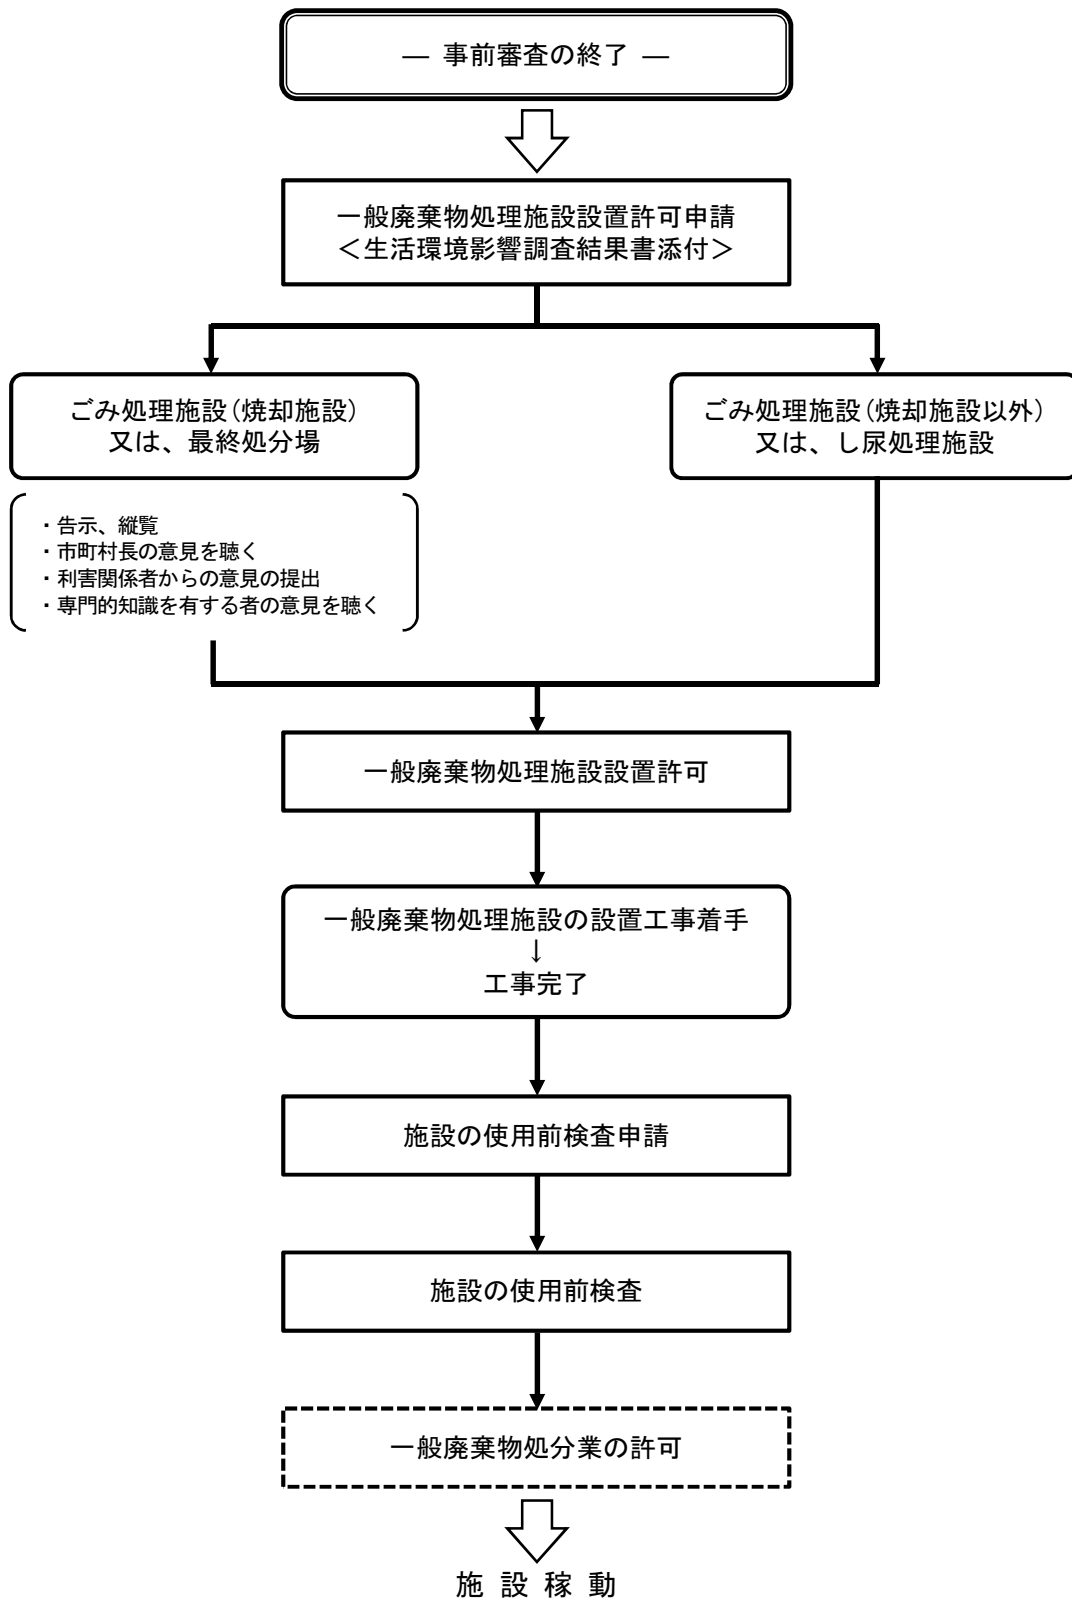 ― 事前審査の終了 ―
一般廃棄物処理施設設置許可申請
＜生活環境影響調査結果書添付＞
ごみ処理施設（焼却施設）
又は、最終処分場
ごみ処理施設（焼却施設以外）
又は、し尿処理施設
・告示、縦覧
・市町村長の意見を聴く
・利害関係者からの意見の提出
・専門的知識を有する者の意見を聴く
一般廃棄物処理施設設置許可
一般廃棄物処理施設の設置工事着手
↓
工事完了
施設の使用前検査申請
施設の使用前検査
一般廃棄物処分業の許可
施 設 稼 動